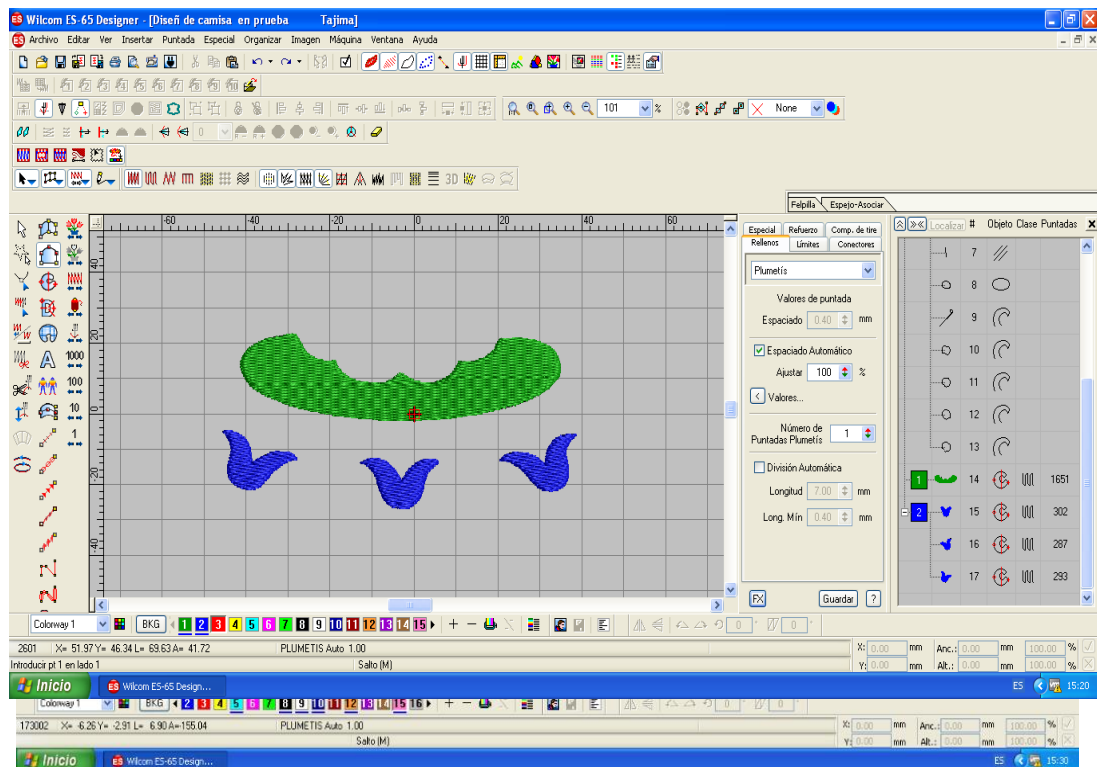 Wilcom ES-65 Designer - [Diseñ de camisa en prueba Tajima]
Archivo Editar Ver Insertar Puntada Especial Organizar Imagen Máquina Ventana Ayuda
101 % None
0
3D
Felpilla Espejo-Asociar
-60 -40 -20 0 20 40 60
40
20
0
-20
-40
1000
100
10
1
Especial Refuerzo Comp. de tire
Rellenos Límites Conectores
Plumetís
Valores de puntada
Espaciado 0.40 mm
Espaciado Automático
Ajustar 100 %
Valores...
Número de
Puntadas Plumetís 1
División Automática
Longitud 7.00 mm
Long. Mín 0.40 mm
FX Guardar ?
Localizar # Objeto Clase Puntadas X
7
8
9
10
11
12
13
1 14 1651
2 15 302
16 287
17 293
Colorway 1 BKG 1 2 3 4 5 6 7 8 9 10 11 12 13 14 15
0 0
2601 X= 51.97 Y= 46.34 L= 69.63 A= 41.72 PLUMETIS Auto 1.00 X: 0.00 mm Anc.: 0.00 mm 100.00 %
Introducir pt 1 en lado 1 Salto (M) Y: 0.00 mm Alt.: 0.00 mm 100.00 %
Inicio Wilcom ES-65 Design... ES 15:20
Colorway 1 BKG 2 3 4 5 6 7 8 9 10 11 12 13 14 15 16
173002 X= -6.26 Y= -2.91 L= 6.90 A=-155.04 PLUMETIS Auto 1.00 X: 0.00 mm Anc.: 0.00 mm 100.00 %
Salto (M) Y: 0.00 mm Alt.: 0.00 mm 100.00 %
Inicio Wilcom ES-65 Design... ES 15:30